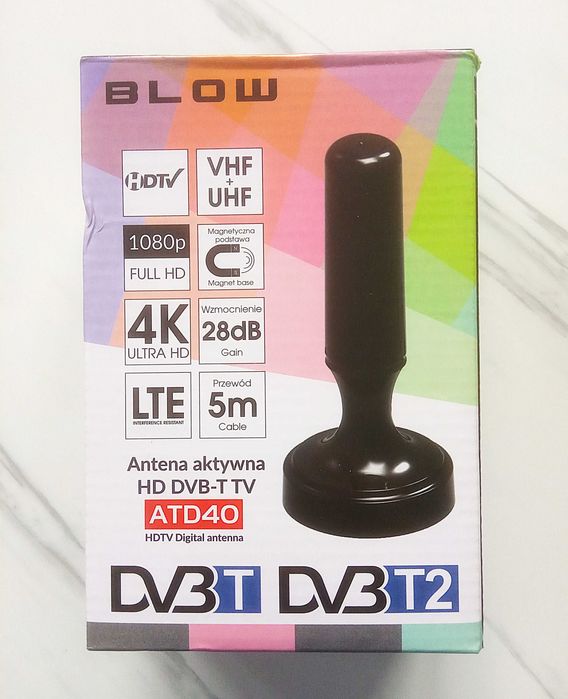 BLOW
HDTV
VHF
+
UHF
1080p
FULL HD
Magnetyczna
podstawa
N
S
Magnet base
4K
ULTRA HD
Wzmocnienie
28dB
Gain
LTE
INTERFERENCE RESISTANT
Przewód
5m
Cable
Antena aktywna
HD DVB-T TV
ATD40
HDTV Digital antenna
DVB T DVB T2